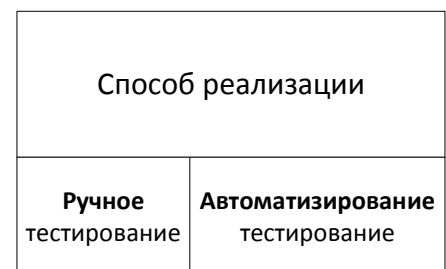 Способ реализации
Ручное
тестирование
Автоматизирование
тестирование